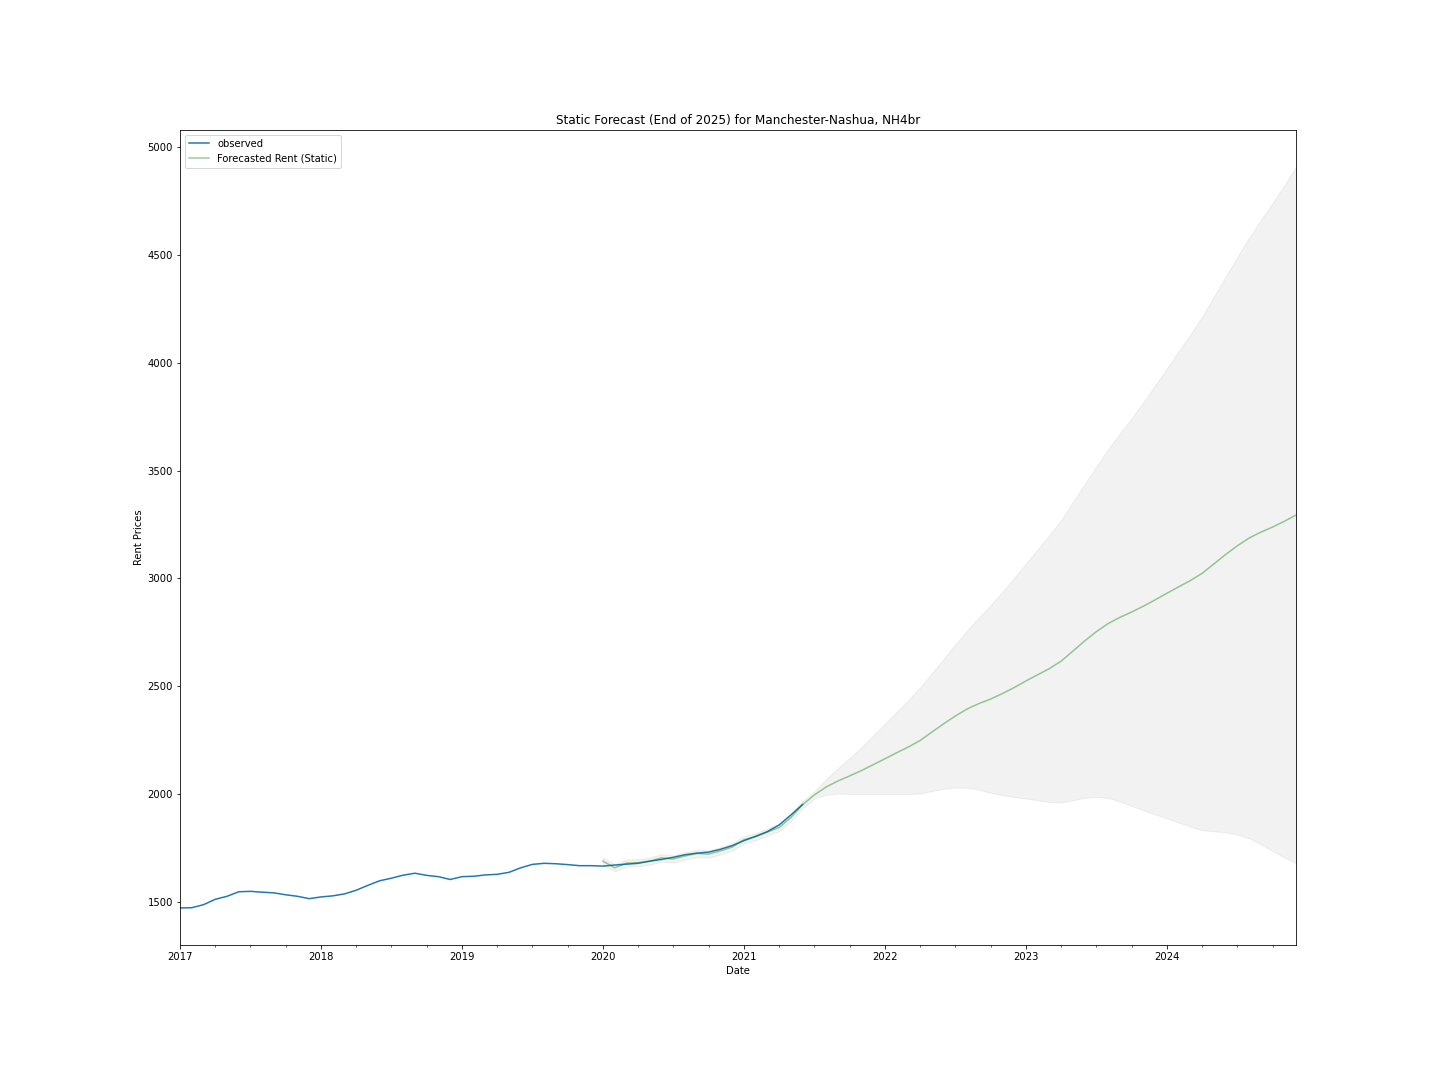 Static Forecast (End of 2025) for Manchester-Nashua, NH4br
observed
Forecasted Rent (Static)
5000
4500
4000
3500
3000
2500
2000
1500
Rent Prices
2017 2018 2019 2020 2021 2022 2023 2024
Date